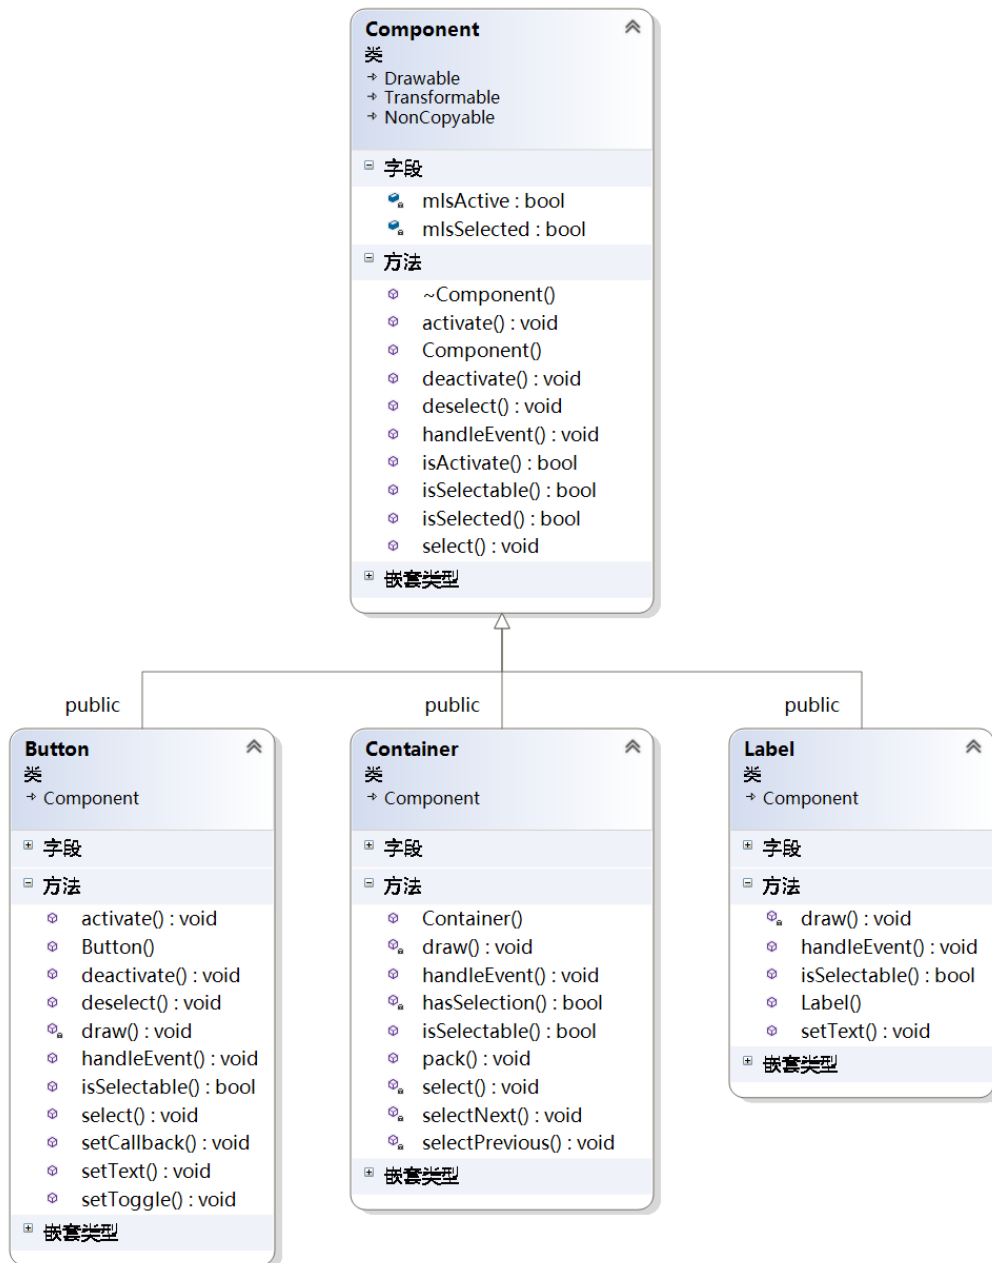 Component
类
Drawable
Transformable
NonCopyable
字段
mIsActive : bool
mIsSelected : bool
方法
~Component()
activate() : void
Component()
deactivate() : void
deselect() : void
handleEvent() : void
isActivate() : bool
isSelectable() : bool
isSelected() : bool
select() : void
嵌套类型
public
public
public
Button
类
Component
字段
方法
activate() : void
Button()
deactivate() : void
deselect() : void
draw() : void
handleEvent() : void
isSelectable() : bool
select() : void
setCallback() : void
setText() : void
setToggle() : void
嵌套类型
Container
类
Component
字段
方法
Container()
draw() : void
handleEvent() : void
hasSelection() : bool
isSelectable() : bool
pack() : void
select() : void
selectNext() : void
selectPrevious() : void
嵌套类型
Label
类
Component
字段
方法
draw() : void
handleEvent() : void
isSelectable() : bool
Label()
setText() : void
嵌套类型